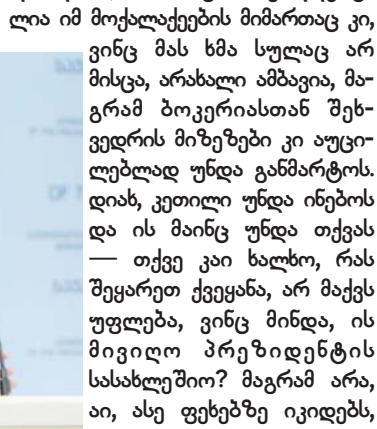 ლია იმ მოქალაქეების მიმართაც კი,
ვინც მას ხმა სულაც არ
მისცა, არახალი ამბავია, მა-
გრამ ბოკერიასთან შეხ-
ვედრის მიზეზები კი აუცი-
ლებლად უნდა განმარტოს.
დიახ, კეთილი უნდა ინებოს
და ის მაინც უნდა თქვას
— თქვე კაი ხალხო, რას
შეყარეთ ქვეყანა, არ მაქვს
უფლება, ვინც მინდა, ის
მივიღო პრეზიდენტის
სასახლეშიო? მაგრამ არა,
აი, ასე ფეხებზე იკიდებს,